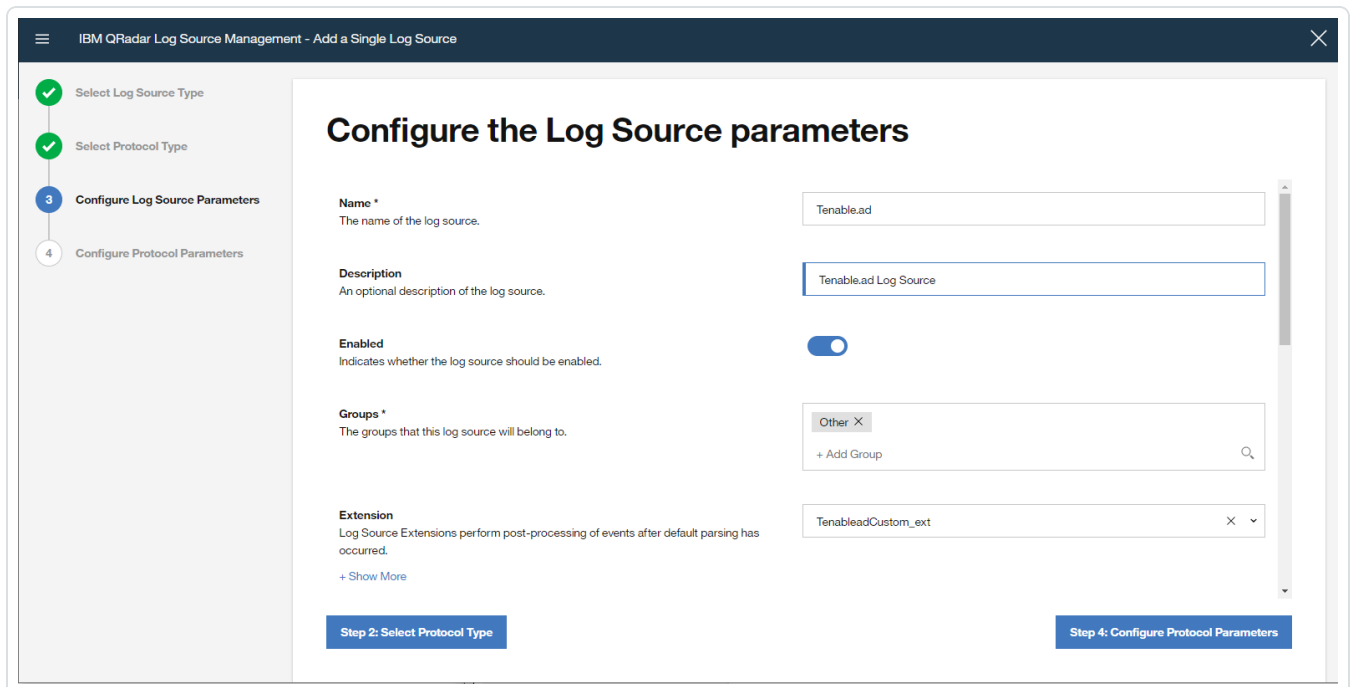 IBM QRadar Log Source Management - Add a Single Log Source
Select Log Source Type
Select Protocol Type
3 Configure Log Source Parameters
4 Configure Protocol Parameters
Configure the Log Source parameters
Name *
The name of the log source.
Tenable.ad
Description
An optional description of the log source.
Tenable.ad Log Source
Enabled
Indicates whether the log source should be enabled.
Groups *
The groups that this log source will belong to.
Other
+ Add Group
Extension
Log Source Extensions perform post-processing of events after default parsing has
occurred.
+ Show More
TenableadCustom_ext
Step 2: Select Protocol Type
Step 4: Configure Protocol Parameters